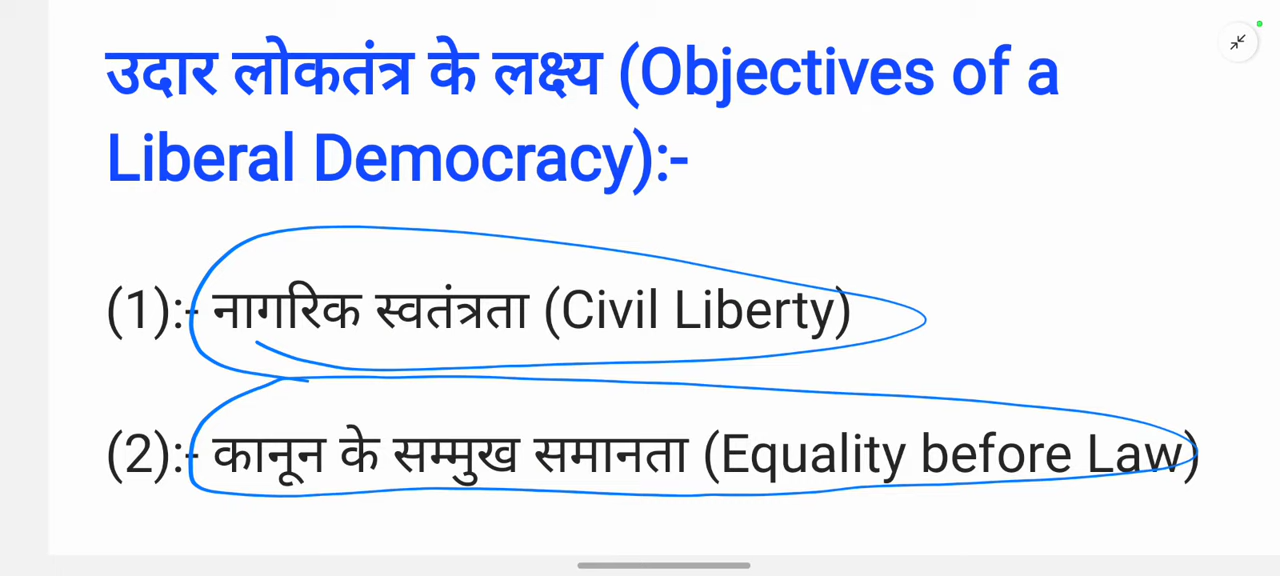 उदार लोकतंत्र के लक्ष्य (Objectives of a
Liberal Democracy):-
(1):- नागरिक स्वतंत्रता (Civil Liberty)
(2):- कानून के सम्मुख समानता (Equality before Law)